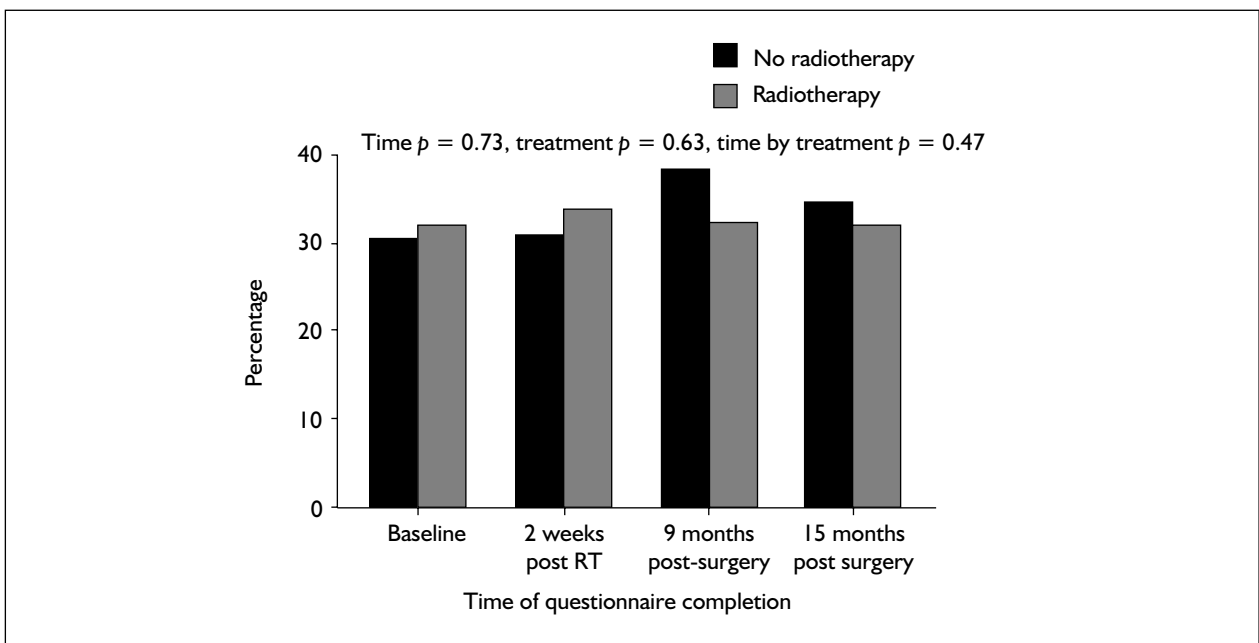 No radiotherapy
Radiotherapy
Time p = 0.73, treatment p = 0.63, time by treatment p = 0.47
40
30
20
10
0
Percentage
Baseline
2 weeks
post RT
9 months
post-surgery
15 months
post surgery
Time of questionnaire completion